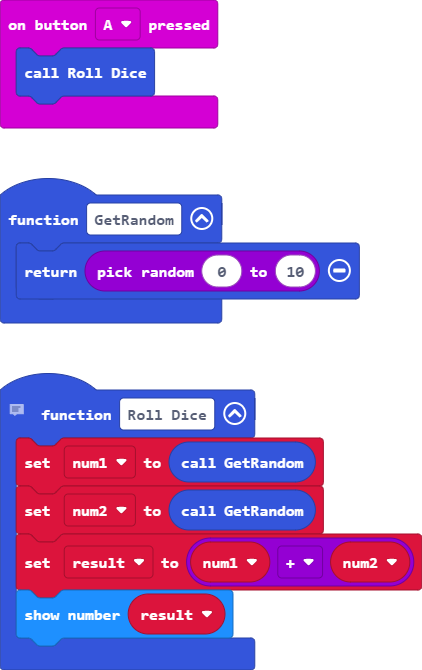 on button A pressed
call Roll Dice
function GetRandom
return pick random 0 to 10
function Roll Dice
set num1 to call GetRandom
set num2 to call GetRandom
set result to num1 + num2
show number result